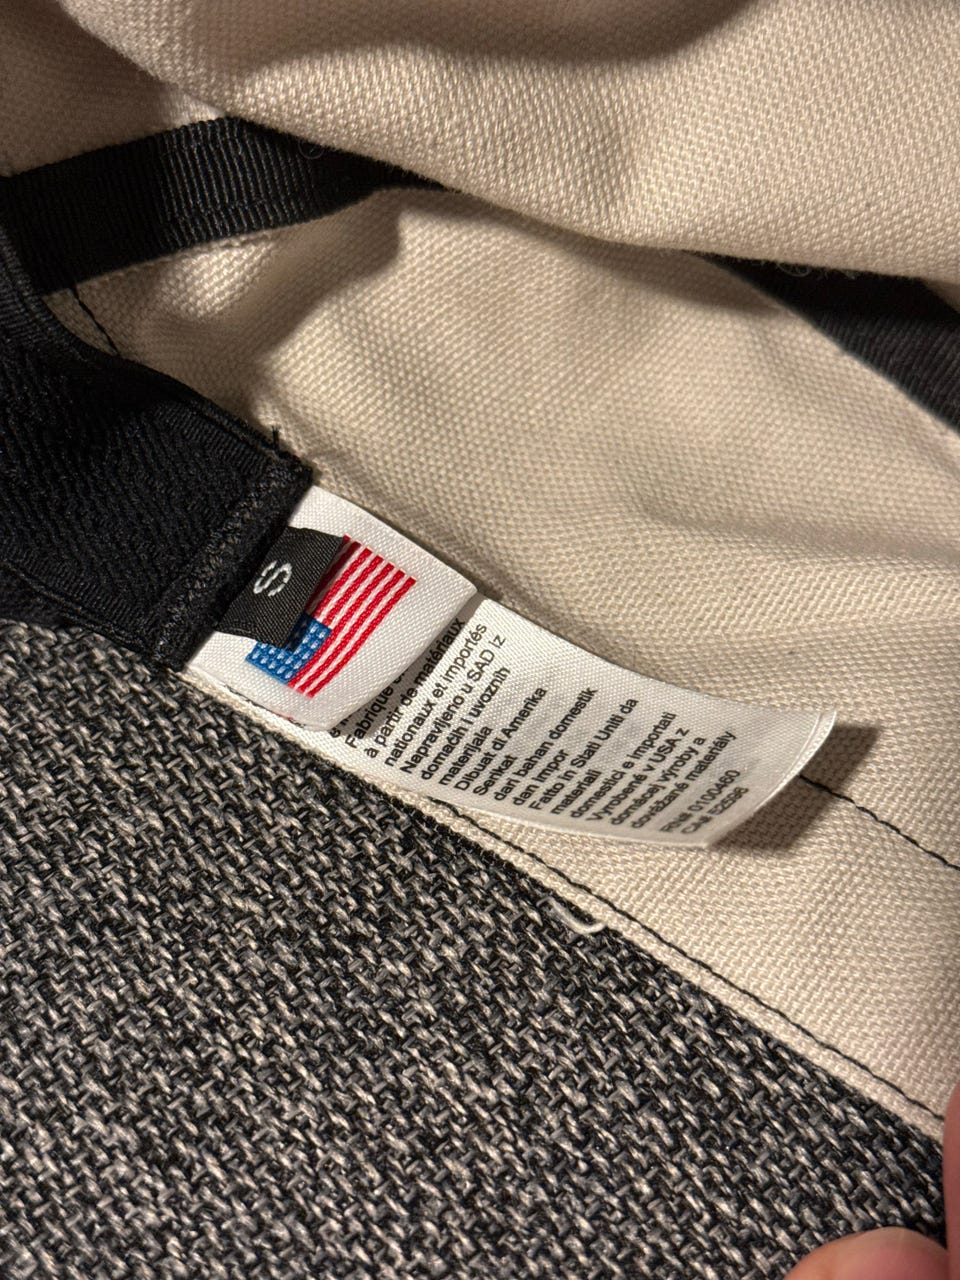 S
Fabriqué
à partir de matériaux
nationaux et importés
Napravljeno u SAD iz
domaćih i uvoznih
materijala
Dibuat di Amerika
Serikat
dari bahan domestik
dan impor
Fatto in Stati Uniti da
materiali
domestici e importati
Vyrobené v USA z
domácej výroby a
dovážané materiály
RN# 0100460
CA#